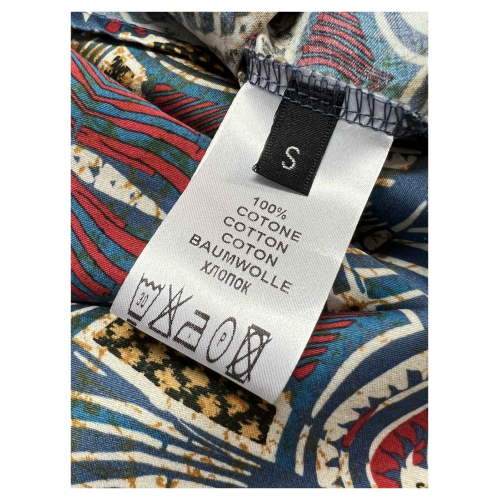 S
100%
COTONE
COTTON
COTON
BAUMWOLLE
ХЛОПОК
30 P